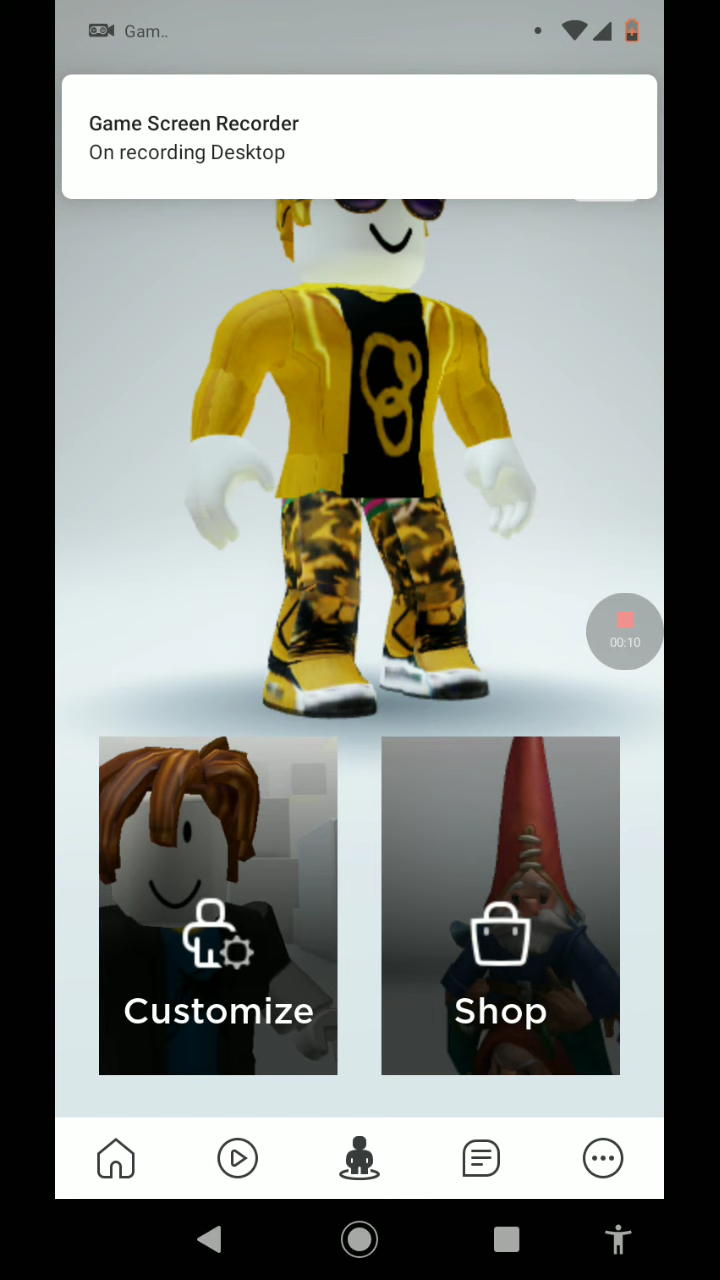 Gam..
Game Screen Recorder
On recording Desktop
00:10
Customize
Shop